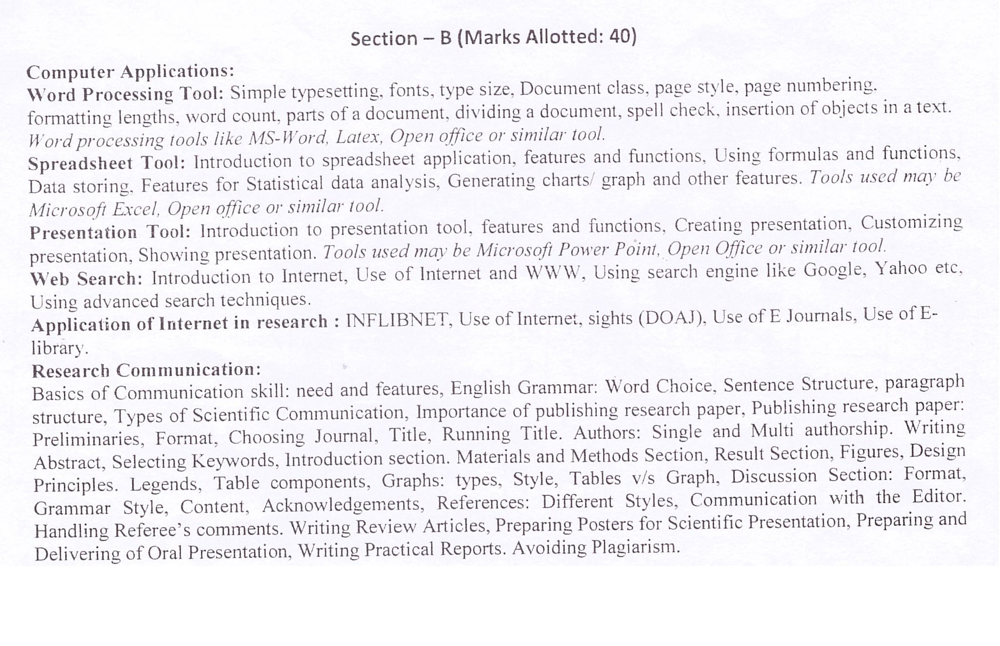 Section – B (Marks Allotted: 40)
Computer Applications:
Word Processing Tool: Simple typesetting, fonts, type size, Document class, page style, page numbering,
formatting lengths, word count, parts of a document, dividing a document, spell check, insertion of objects in a text.
Word processing tools like MS-Word, Latex, Open office or similar tool.
Spreadsheet Tool: Introduction to spreadsheet application, features and functions, Using formulas and functions,
Data storing, Features for Statistical data analysis, Generating charts/ graph and other features. Tools used may be
Microsoft Excel, Open office or similar tool.
Presentation Tool: Introduction to presentation tool, features and functions, Creating presentation, Customizing
presentation, Showing presentation. Tools used may be Microsoft Power Point, Open Office or similar tool.
Web Search: Introduction to Internet, Use of Internet and WWW, Using search engine like Google, Yahoo etc,
Using advanced search techniques.
Application of Internet in research : INFLIBNET, Use of Internet, sights (DOAJ), Use of E Journals, Use of E-
library.
Research Communication:
Basics of Communication skill: need and features, English Grammar: Word Choice, Sentence Structure, paragraph
structure, Types of Scientific Communication, Importance of publishing research paper, Publishing research paper:
Preliminaries, Format, Choosing Journal, Title, Running Title. Authors: Single and Multi authorship. Writing
Abstract, Selecting Keywords, Introduction section. Materials and Methods Section, Result Section, Figures, Design
Principles. Legends, Table components, Graphs: types, Style, Tables v/s Graph, Discussion Section: Format,
Grammar Style, Content, Acknowledgements, References: Different Styles, Communication with the Editor.
Handling Referee's comments. Writing Review Articles, Preparing Posters for Scientific Presentation, Preparing and
Delivering of Oral Presentation, Writing Practical Reports. Avoiding Plagiarism.